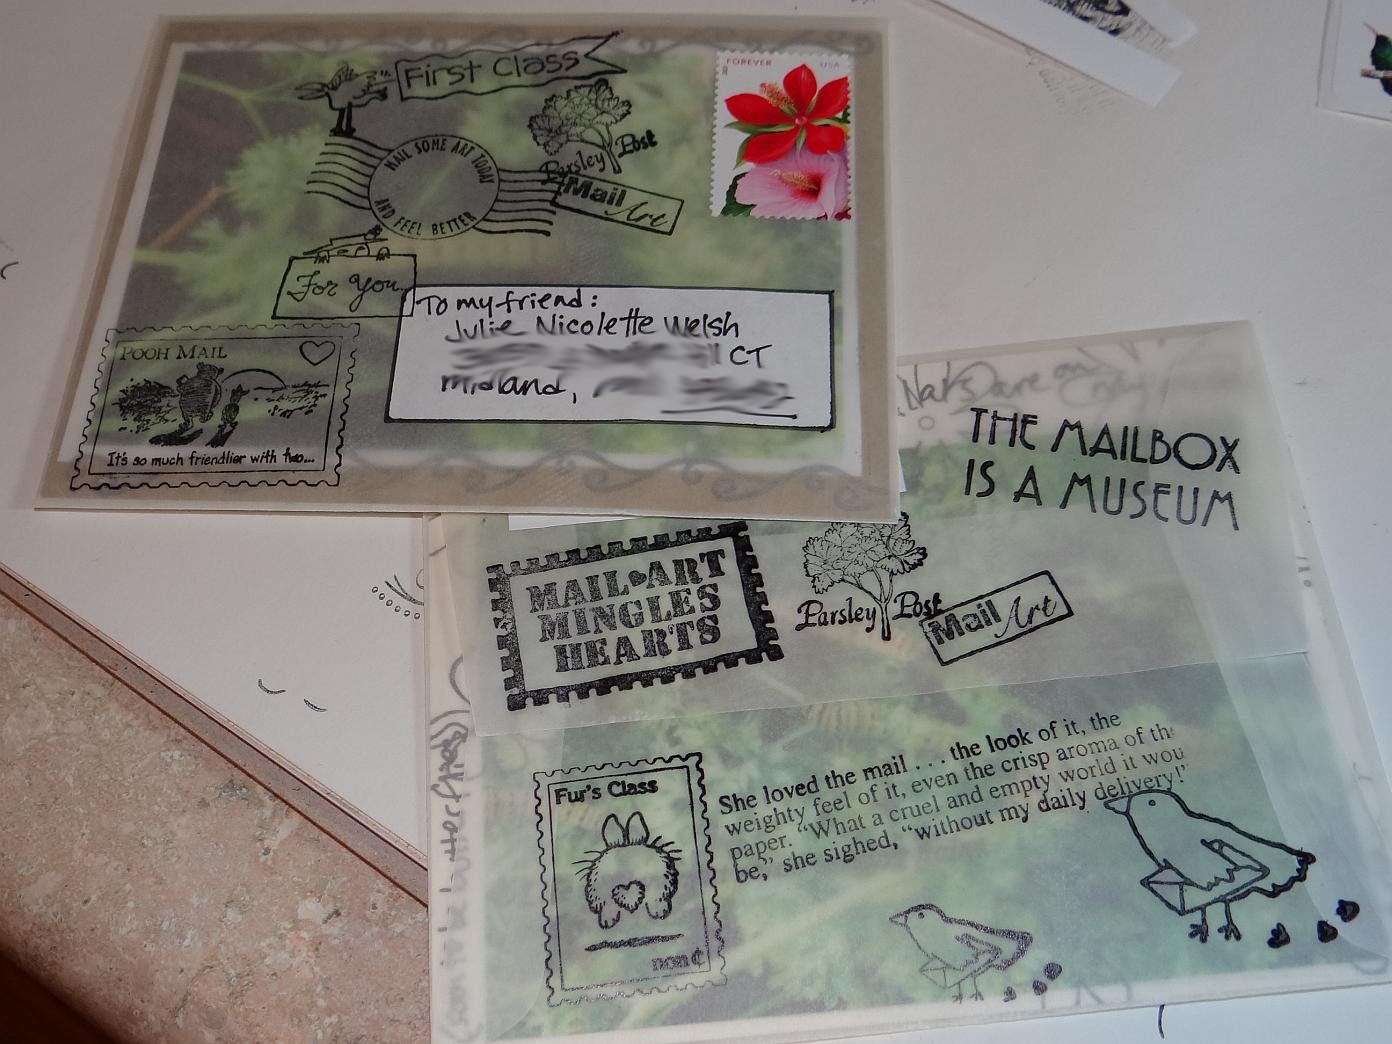 First Class
FOREVER
USA
MAIL SOME ART TODAY
AND FEEL BETTER
Parsley Post
Mail Art
For You
To my friend:
Julie Nicolette Welsh
CT
Midland,
POOH MAIL
It's so much friendlier with two...
THE MAILBOX
IS A MUSEUM
MAIL ART
MINGLES
HEARTS
Parsley Post
Mail Art
Fur's Class
non¢
She loved the mail . . . the look of it, the
weighty feel of it, even the crisp aroma of th
paper. "What a cruel and empty world it wou
be," she sighed, "without my daily delivery!"